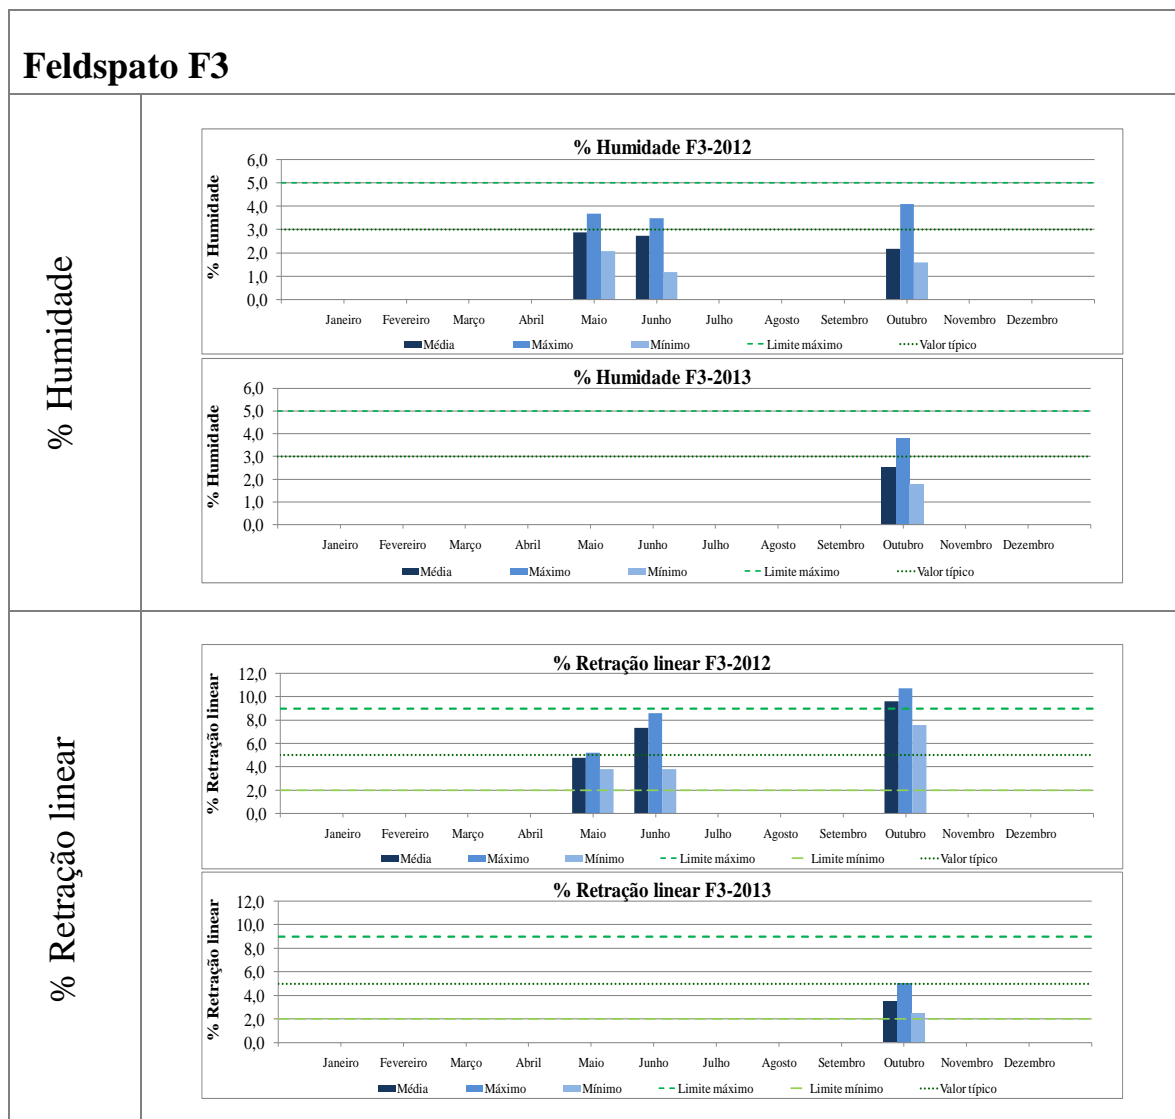 Feldspato F3
% Humidade
% Humidade F3-2012
% Humidade
6,0
5,0
4,0
3,0
2,0
1,0
0,0
Janeiro Fevereiro Março Abril Maio Junho Julho Agosto Setembro Outubro Novembro Dezembro
Média Máximo Mínimo Limite máximo Valor típico
% Humidade F3-2013
% Humidade
6,0
5,0
4,0
3,0
2,0
1,0
0,0
Janeiro Fevereiro Março Abril Maio Junho Julho Agosto Setembro Outubro Novembro Dezembro
Média Máximo Mínimo Limite máximo Valor típico
% Retração linear
% Retração linear F3-2012
% Retração linear
12,0
10,0
8,0
6,0
4,0
2,0
0,0
Janeiro Fevereiro Março Abril Maio Junho Julho Agosto Setembro Outubro Novembro Dezembro
Média Máximo Mínimo Limite máximo Limite mínimo Valor típico
% Retração linear F3-2013
% Retração linear
12,0
10,0
8,0
6,0
4,0
2,0
0,0
Janeiro Fevereiro Março Abril Maio Junho Julho Agosto Setembro Outubro Novembro Dezembro
Média Máximo Mínimo Limite máximo Limite mínimo Valor típico